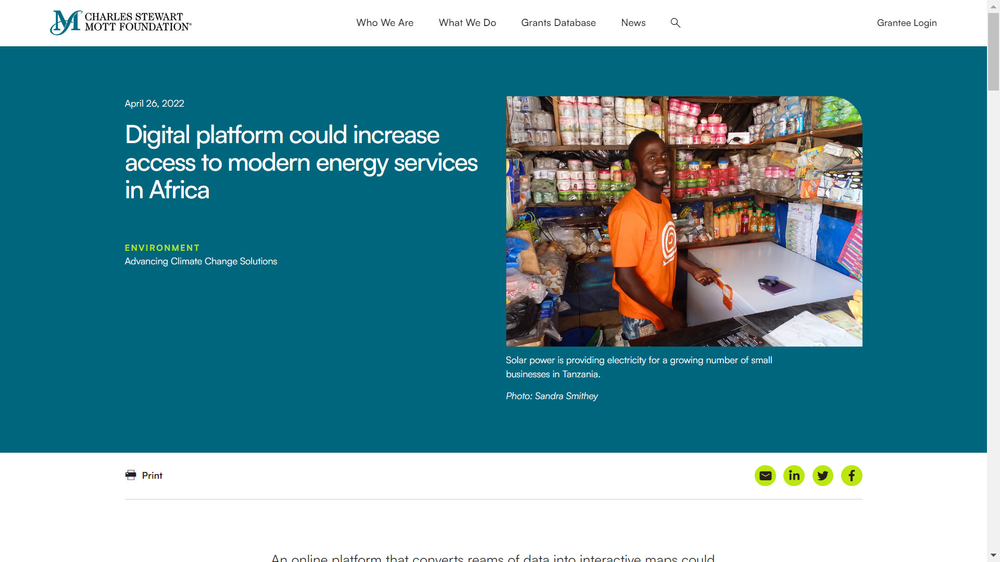 CHARLES STEWART
MOTT FOUNDATION®
Who We Are
What We Do
Grants Database
News
Grantee Login
April 26, 2022
Digital platform could increase
access to modern energy services
in Africa
ENVIRONMENT
Advancing Climate Change Solutions
Solar power is providing electricity for a growing number of small
businesses in Tanzania.
Photo: Sandra Smithey
Print
An online platform that converts reams of data into interactive maps could